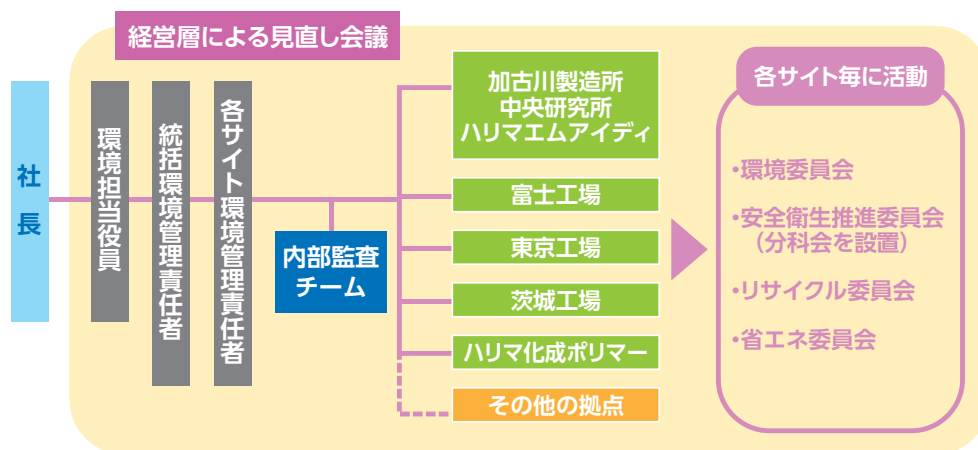 経営層による見直し会議
社長
環境担当役員
統括環境管理責任者
各サイト環境管理責任者
内部監査
チーム
加古川製造所
中央研究所
ハリマエムアイディ
富士工場
東京工場
茨城工場
ハリマ化成ポリマー
その他の拠点
各サイト毎に活動
・環境委員会
・安全衛生推進委員会
（分科会を設置）
・リサイクル委員会
・省エネ委員会